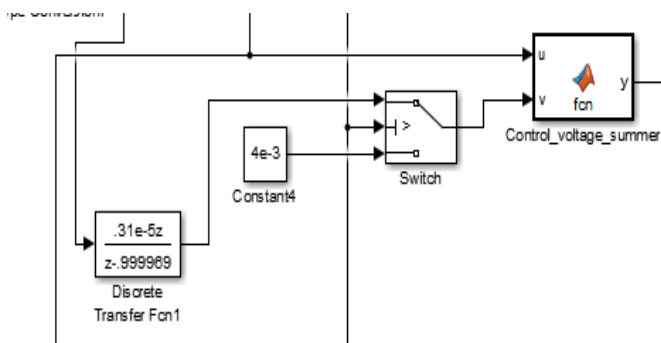 u
y
v
fcn
Control_voltage_summer
>
Switch
4e-3
Constant4
.31e-5z
z-.999969
Discrete
Transfer Fcn1